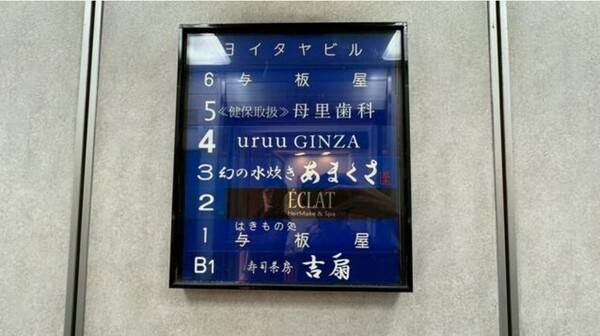 ヨイタヤビル
6 与板屋
5 ≪健保取扱≫母里歯科
4 uruu GINZA
3 幻の水炊き あまくさ
2 ÉCLAT
HairMake & Spa
はきもの処
1 与板屋
B1 寿司茶房 吉扇